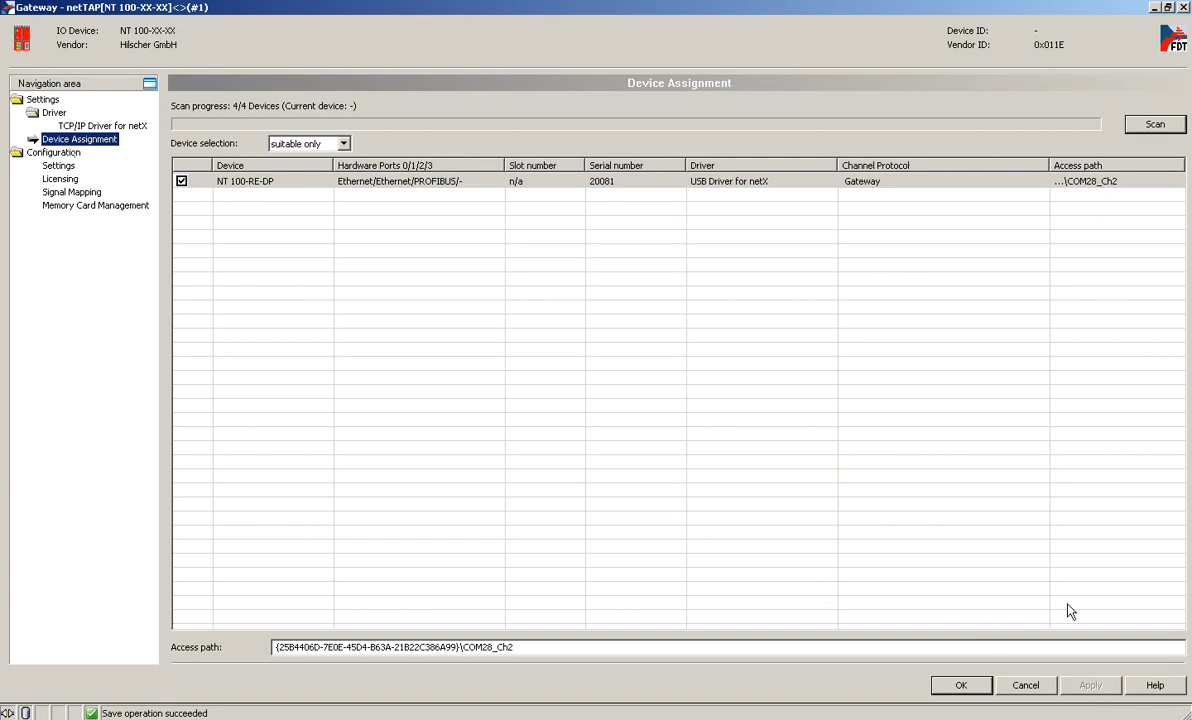 Gateway - netTAP[NT 100-XX-XX]<>(#1)
IO Device: NT 100-XX-XX
Vendor: Hilscher GmbH
Device ID: -
Vendor ID: 0x011E
FDT
Navigation area
Settings
Driver
TCP/IP Driver for netX
Device Assignment
Configuration
Settings
Licensing
Signal Mapping
Memory Card Management
Device Assignment
Scan progress: 4/4 Devices (Current device: -)
Scan
Device selection: suitable only
Device Hardware Ports 0/1/2/3 Slot number Serial number Driver Channel Protocol Access path
NT 100-RE-DP Ethernet/Ethernet/PROFIBUS/- n/a 20081 USB Driver for netX Gateway ...\COM28_Ch2
Access path: {25B4406D-7E0E-45D4-B63A-21B22C386A99}\COM28_Ch2
OK Cancel Apply Help
Save operation succeeded